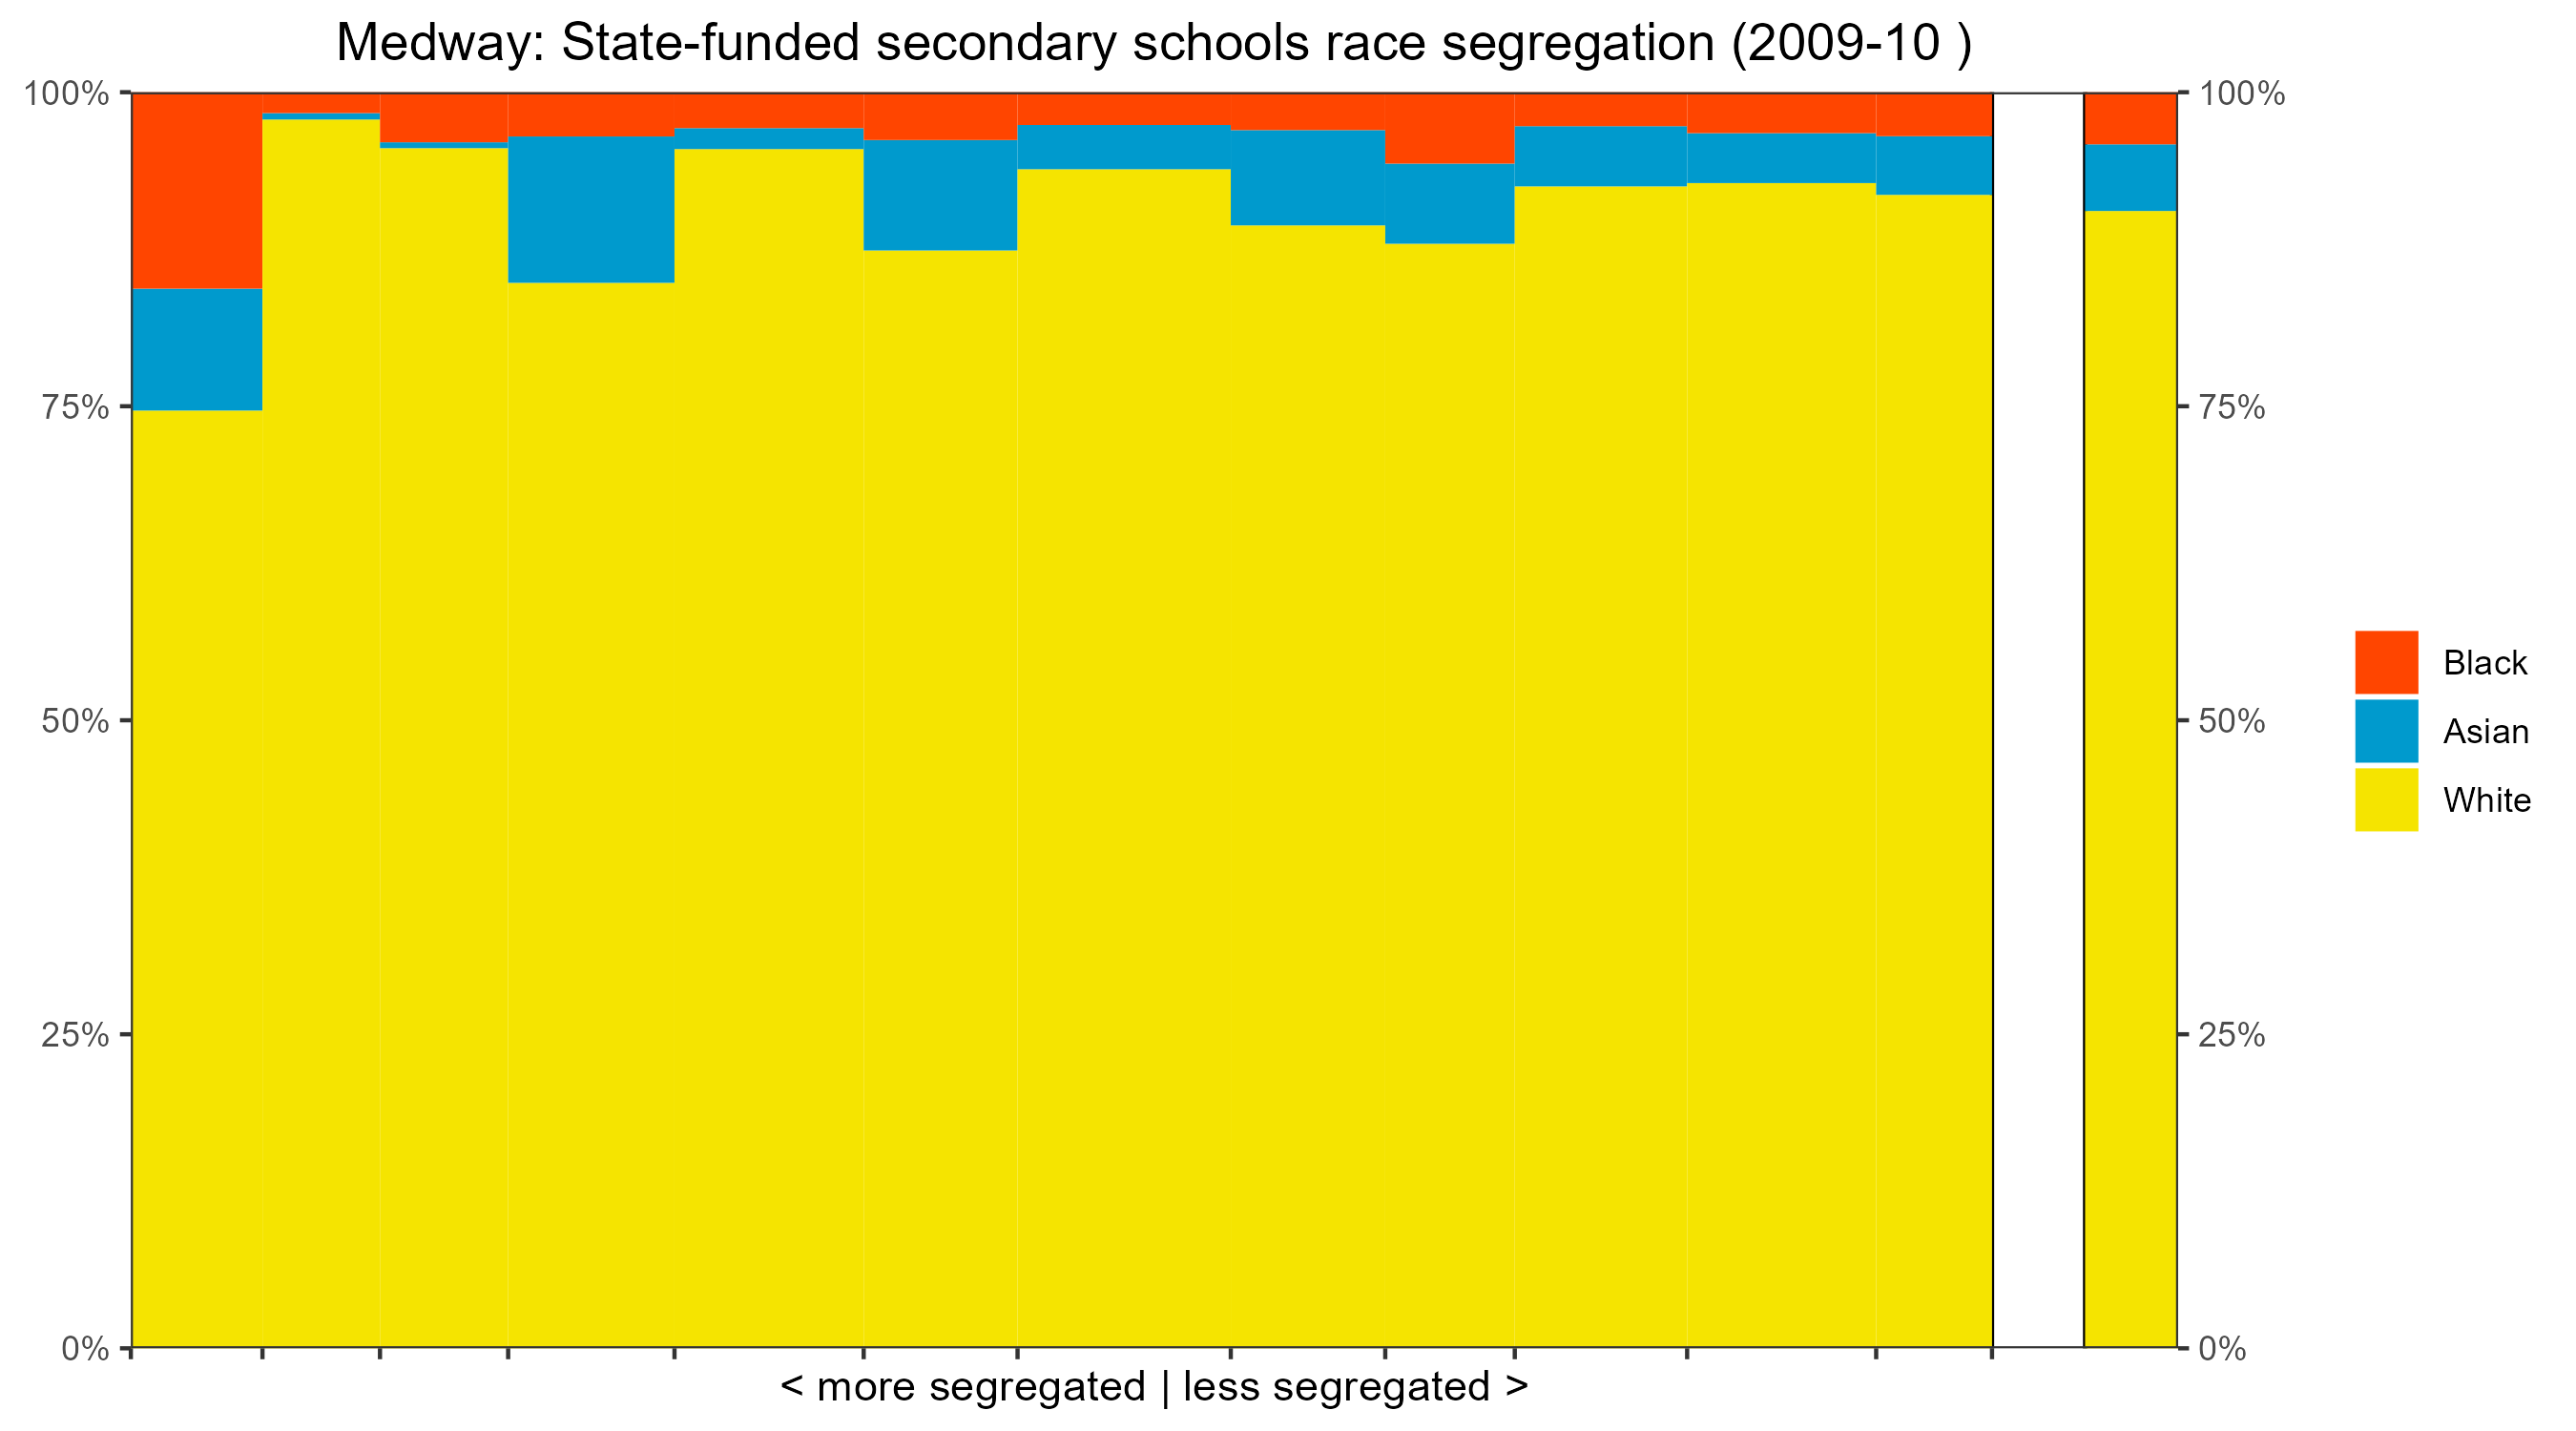 Medway: State-funded secondary schools race segregation (2009-10 )
100%
75%
50%
25%
0%
100%
75%
50%
25%
0%
Black
Asian
White
< more segregated | less segregated >